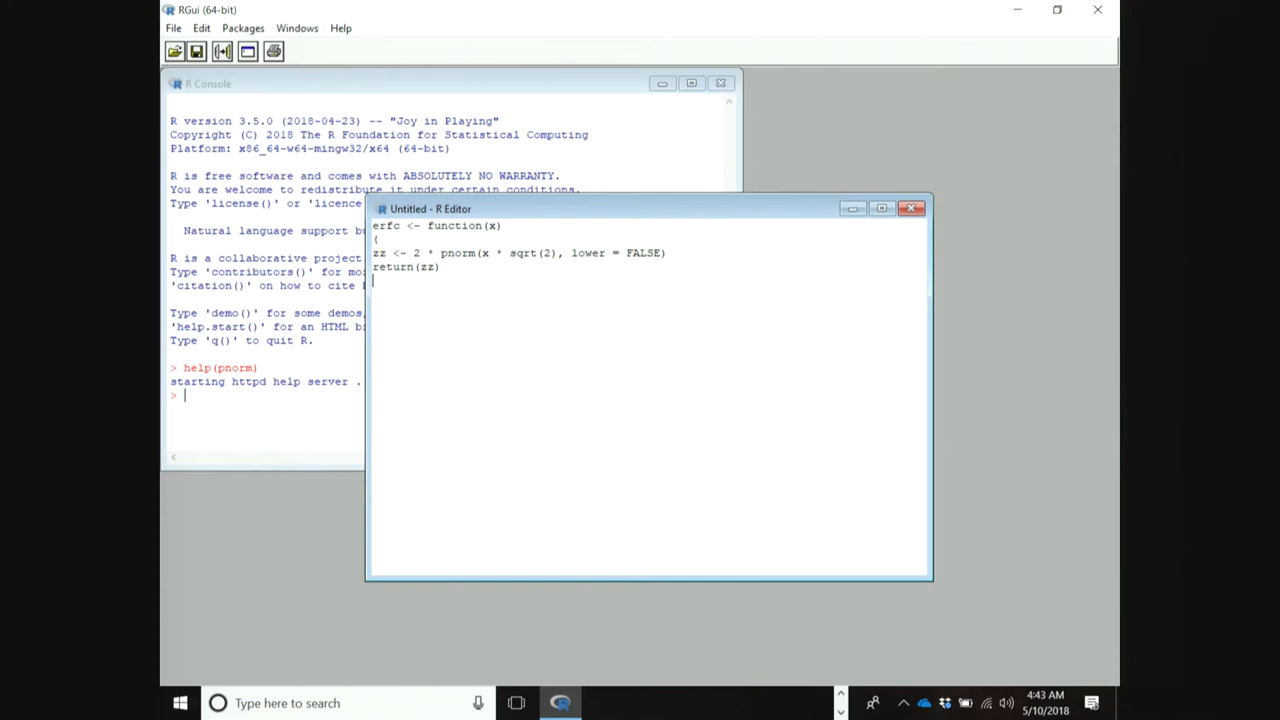 RGui (64-bit)
File Edit Packages Windows Help
R Console
R version 3.5.0 (2018-04-23) -- "Joy in Playing"
Copyright (C) 2018 The R Foundation for Statistical Computing
Platform: x86_64-w64-mingw32/x64 (64-bit)
R is free software and comes with ABSOLUTELY NO WARRANTY.
You are welcome to redistribute it under certain conditions.
Type 'license()' or 'licence
Natural language support
R is a collaborative project
Type 'contributors()' for
'citation()' on how to cite
Type 'demo()' for some demos,
'help.start()' for an HTML
Type 'q()' to quit R.
> help(pnorm)
starting httpd help server .
>
Untitled - R Editor
erfc <- function(x)
{
zz <- 2 * pnorm(x * sqrt(2), lower = FALSE)
return(zz)
Type here to search
4:43 AM
5/10/2018